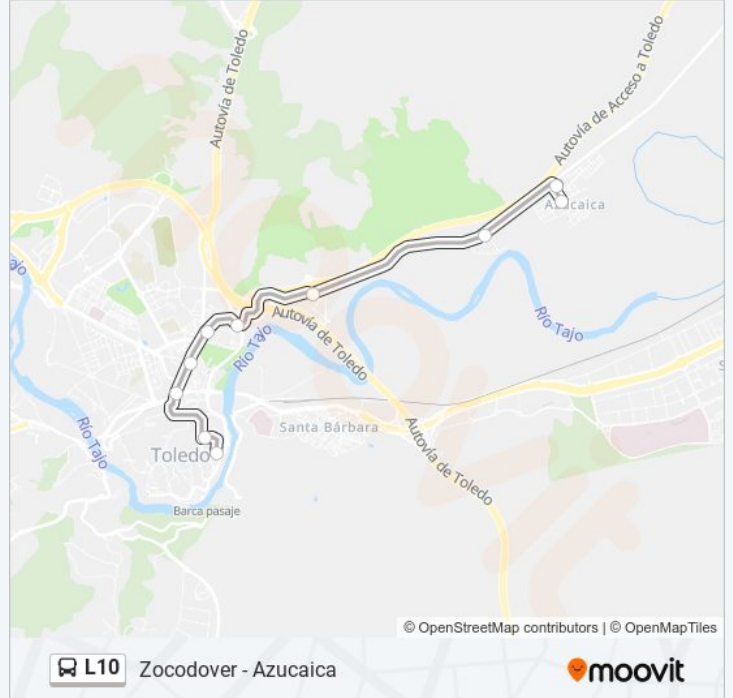 Autovía de Toledo
Autovía de Acceso a Toledo
Azucaica
ajo
Río Tajo
Río Tajo
Autovía de Toledo
Río Tajo
Santa Bárbara
Autovía de Toledo
Toledo
Barca pasaje
S
© OpenStreetMap contributors | © OpenMapTiles
L10 Zocodover - Azucaica
moovit